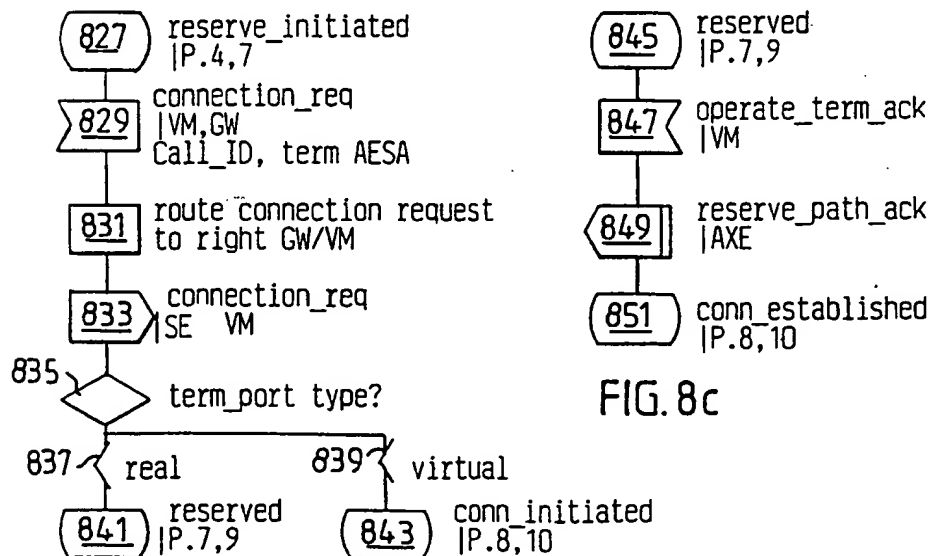 827 reserve_initiated
|P.4,7
829 connection_req
|VM,GW
Call_ID, term AESA
831 route connection request
to right GW/VM
833 connection_req
|SE VM
835 term_port type?
837 real
839 virtual
841 reserved
|P.7,9
843 conn_initiated
|P.8,10
845 reserved
|P.7,9
847 operate_term_ack
|VM
849 reserve_path_ack
|AXE
851 conn_established
|P.8,10
FIG. 8c